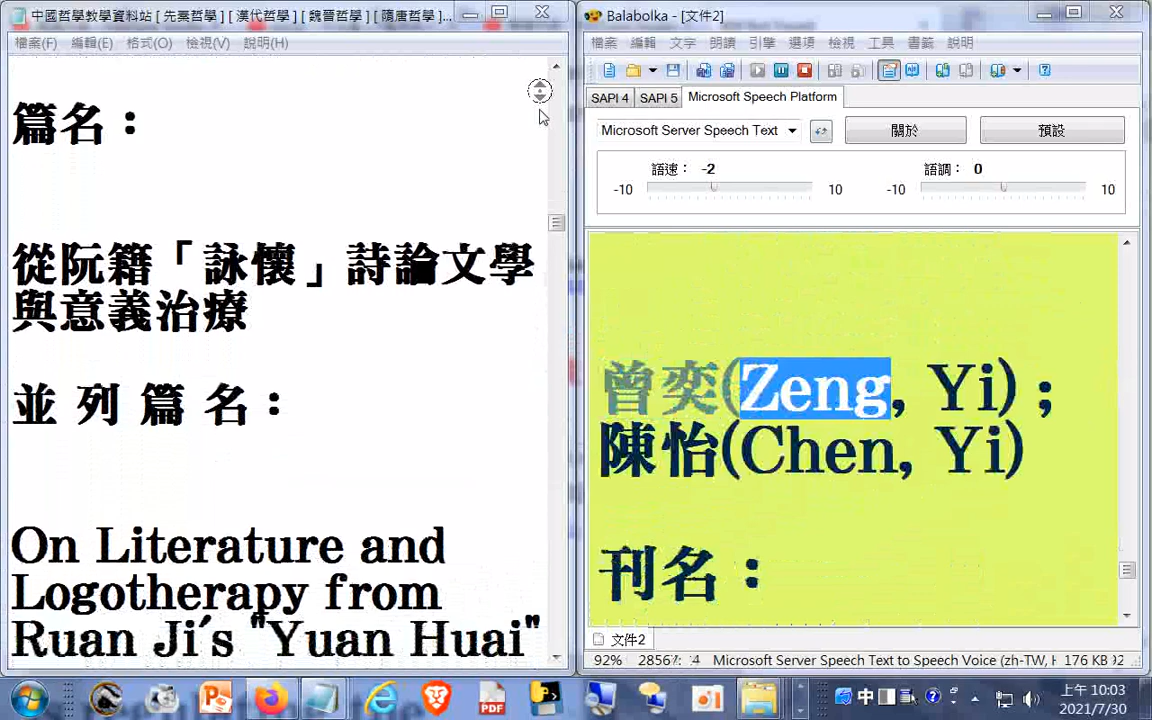 中國哲學教學資料站 [ 先秦哲學 ] [ 漢代哲學 ] [ 魏晉哲學 ] [ 隋唐哲學 ]...
檔案(F) 編輯(E) 格式(O) 檢視(V) 說明(H)
篇名：
從阮籍「詠懷」詩論文學
與意義治療
並 列 篇 名：
On Literature and
Logotherapy from
Ruan Ji's "Yuan Huai"
Balabolka - [文件2]
檔案 編輯 文字 朗讀 引擎 選項 檢視 工具 書籤 說明
SAPI 4 SAPI 5 Microsoft Speech Platform
Microsoft Server Speech Text 關於 預設
語速： -2 語調： 0
-10 10 -10 10
曾奕(Zeng, Yi)；
陳怡(Chen, Yi)
刊名：
文件2
92% Microsoft Server Speech Text to Speech Voice (zh-TW, H 176 KB
中
上午 10:03
2021/7/30